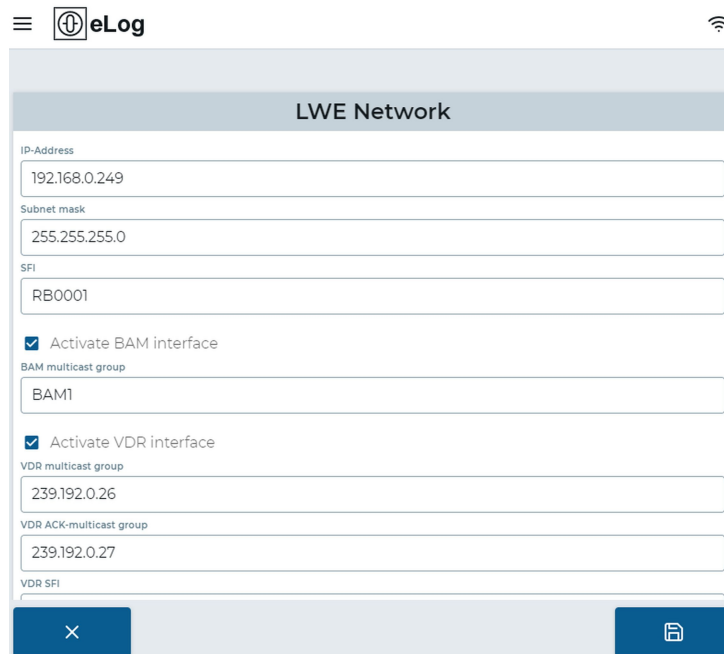 eLog
LWE Network
IP-Address
192.168.0.249
Subnet mask
255.255.255.0
SFI
RB0001
Activate BAM interface
BAM multicast group
BAM1
Activate VDR interface
VDR multicast group
239.192.0.26
VDR ACK-multicast group
239.192.0.27
VDR SFI